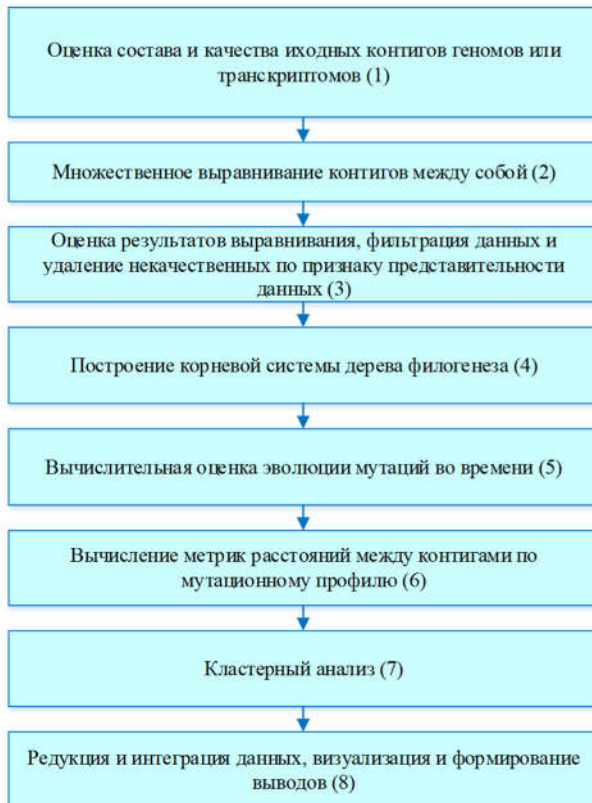 Оценка состава и качества иходных контигов геномов или
транскриптомов (1)
Множественное выравнивание контигов между собой (2)
Оценка результатов выравнивания, фильтрация данных и
удаление некачественных по признаку представительности
данных (3)
Построение корневой системы дерева филогенеза (4)
Вычислительная оценка эволюции мутаций во времени (5)
Вычисление метрик расстояний между контигами по
мутационному профилю (6)
Кластерный анализ (7)
Редукция и интеграция данных, визуализация и формирование
выводов (8)